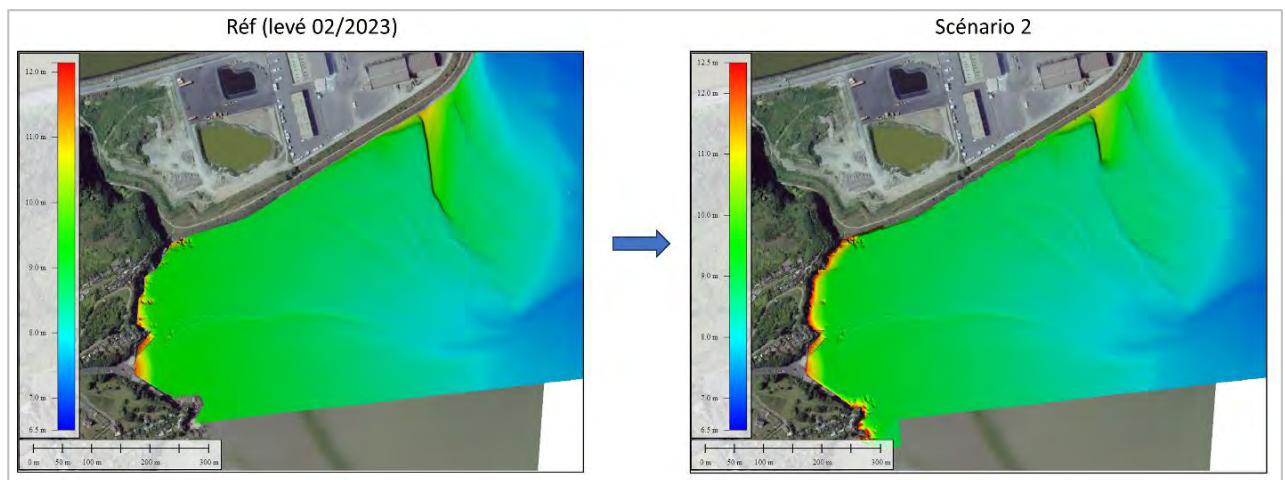 Réf (levé 02/2023)
Scénario 2
12.0 m
11.0 m
10.0 m
9.0 m
8.0 m
7.0 m
6.5 m
0 m 50 m 100 m 200 m 300 m
12.5 m
12.0 m
11.0 m
10.0 m
9.0 m
8.0 m
7.0 m
6.5 m
0 m 50 m 100 m 200 m 300 m